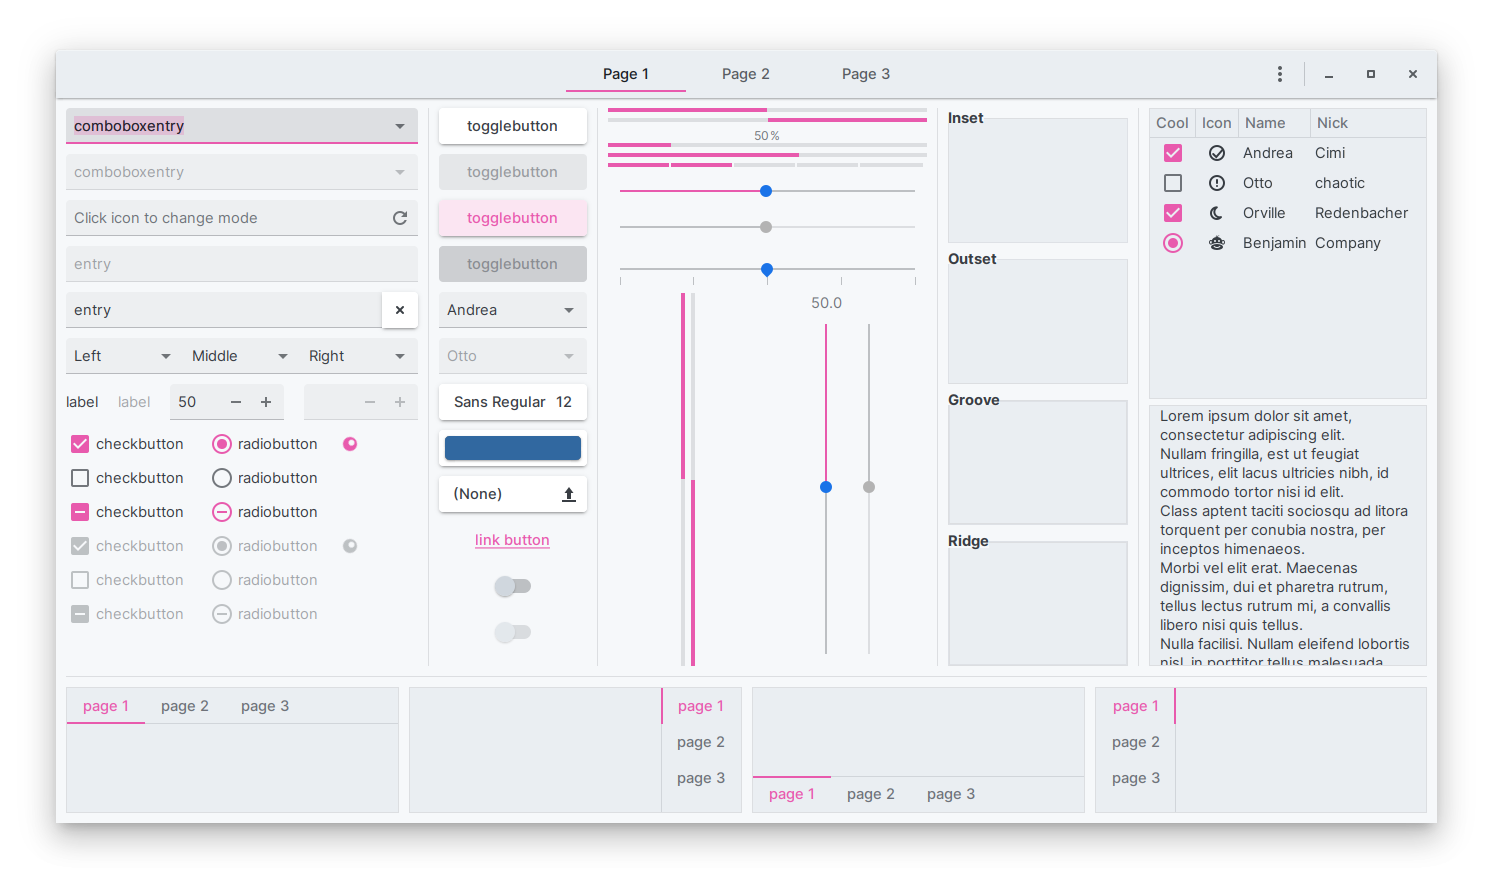 Page 1
Page 2
Page 3
comboboxentry
comboboxentry
Click icon to change mode
entry
entry
Left Middle Right
label label 50
checkbutton radiobutton
checkbutton radiobutton
checkbutton radiobutton
checkbutton radiobutton
checkbutton radiobutton
checkbutton radiobutton
togglebutton
togglebutton
togglebutton
togglebutton
Andrea
Otto
Sans Regular 12
(None)
link button
50%
50.0
Inset
Outset
Groove
Ridge
Cool Icon Name Nick
Andrea Cimi
Otto chaotic
Orville Redenbacher
Benjamin Company
Lorem ipsum dolor sit amet,
consectetur adipiscing elit.
Nullam fringilla, est ut feugiat
ultrices, elit lacus ultricies nibh, id
commodo tortor nisi id elit.
Class aptent taciti sociosqu ad litora
torquent per conubia nostra, per
inceptos himenaeos.
Morbi vel elit erat. Maecenas
dignissim, dui et pharetra rutrum,
tellus lectus rutrum mi, a convallis
libero nisi quis tellus.
Nulla facilisi. Nullam eleifend lobortis
nisl, in porttitor tellus malesuada
page 1 page 2 page 3
page 1
page 2
page 3
page 1 page 2 page 3
page 1
page 2
page 3